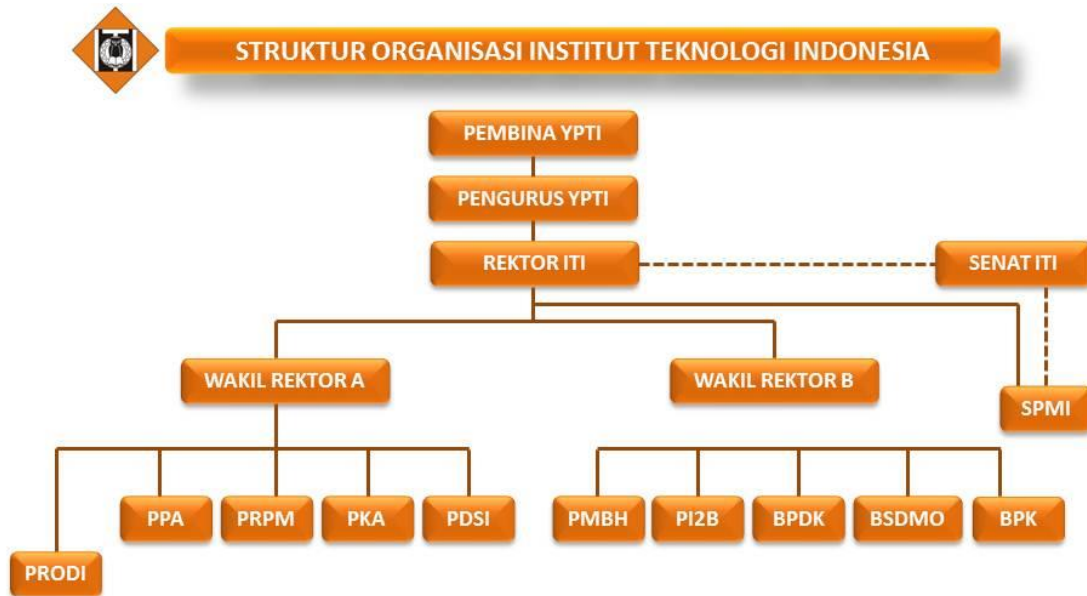 STRUKTUR ORGANISASI INSTITUT TEKNOLOGI INDONESIA
PEMBINA YPTI
PENGURUS YPTI
REKTOR ITI
SENAT ITI
WAKIL REKTOR A
WAKIL REKTOR B
SPMI
PPA
PRPM
PKA
PDSI
PMBH
PI2B
BPDK
BSDMO
BPK
PRODI